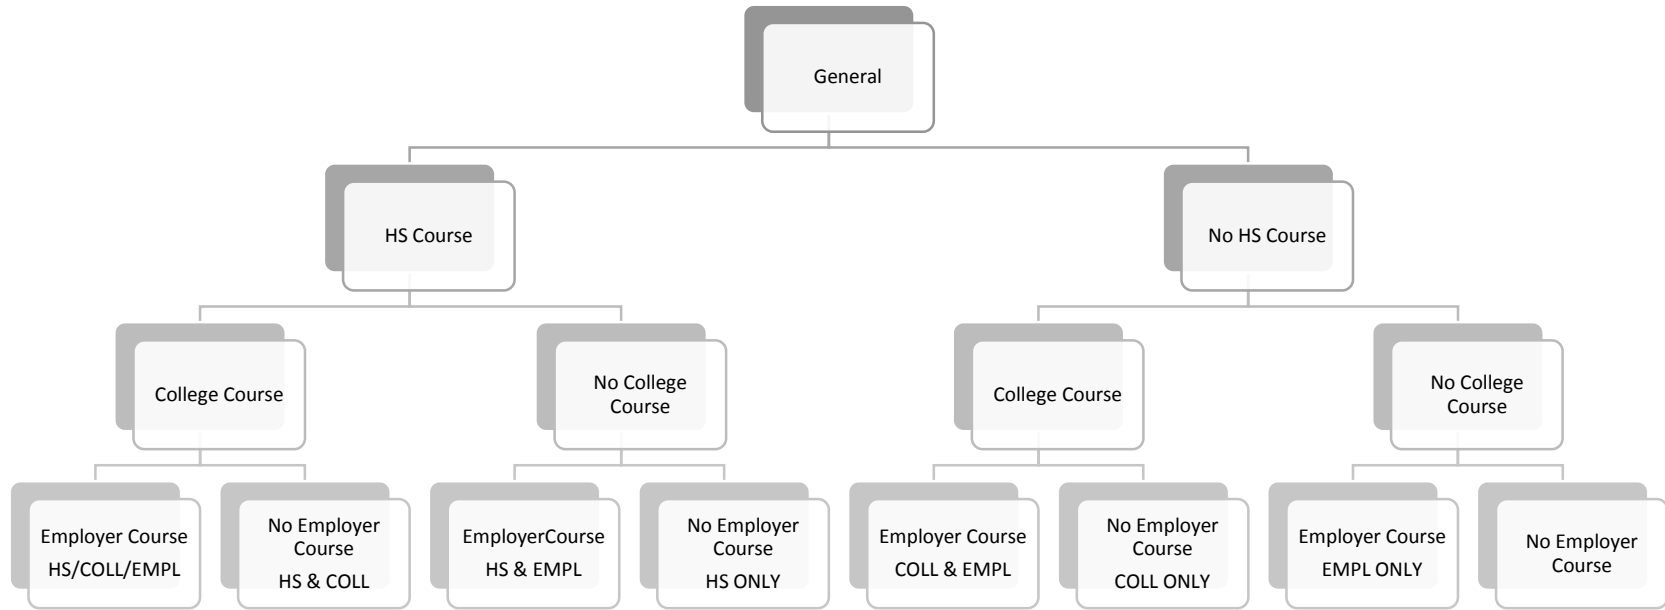 General
HS Course
No HS Course
College Course
No College
Course
College Course
No College
Course
Employer Course
HS/COLL/EMPL
No Employer
Course
HS & COLL
EmployerCourse
HS & EMPL
No Employer
Course
HS ONLY
Employer Course
COLL & EMPL
No Employer
Course
COLL ONLY
Employer Course
EMPL ONLY
No Employer
Course